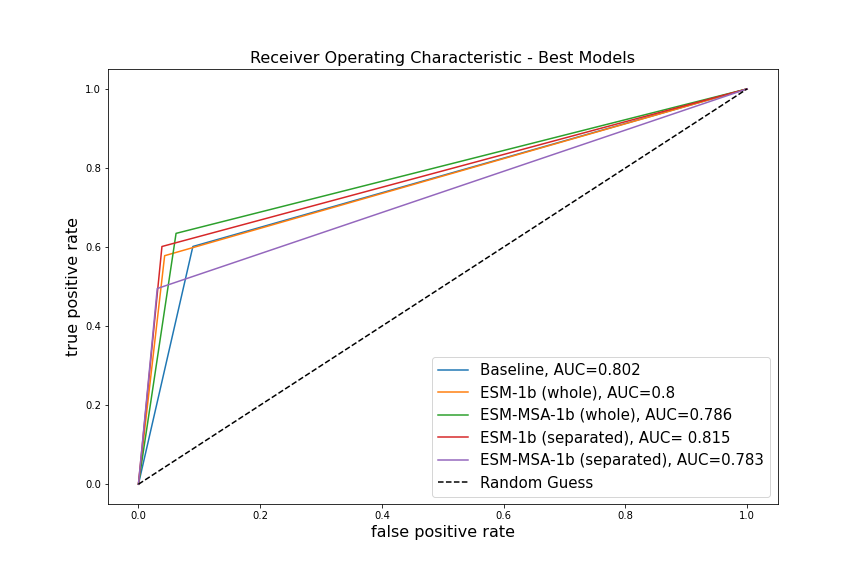 Receiver Operating Characteristic - Best Models
true positive rate
1.0
0.8
0.6
0.4
0.2
0.0
Baseline, AUC=0.802
ESM-1b (whole), AUC=0.8
ESM-MSA-1b (whole), AUC=0.786
ESM-1b (separated), AUC= 0.815
ESM-MSA-1b (separated), AUC=0.783
Random Guess
0.0 0.2 0.4 0.6 0.8 1.0
false positive rate